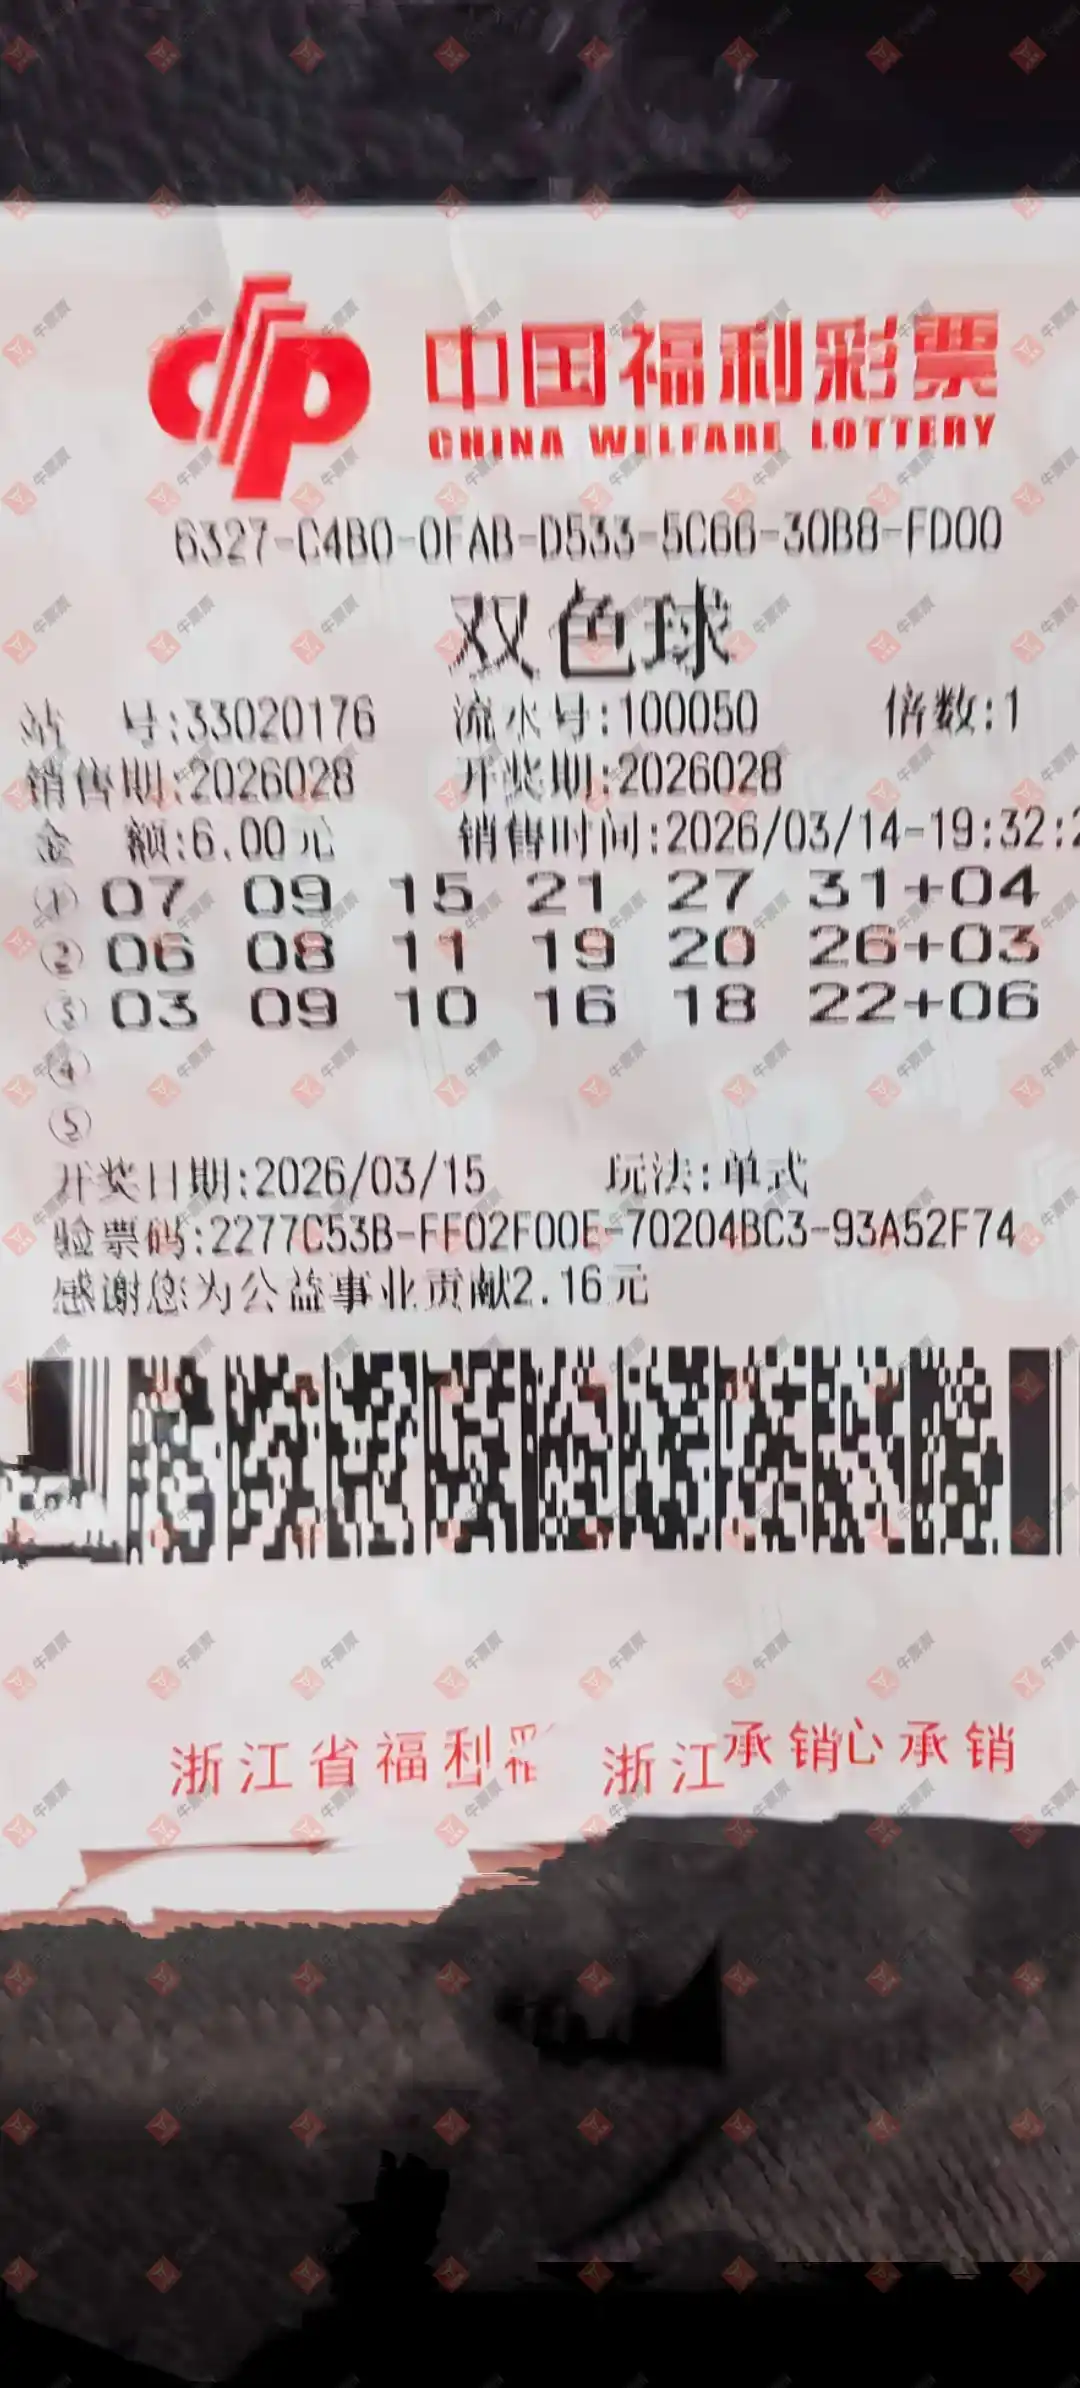 中国福利彩票
CHINA WELFARE LOTTERY
6327-C4B0-0FAB-D533-5C66-30B8-FD00
双色球
站 号:33020176 流水号:100050 倍数:1
销售期:2026028 开奖期:2026028
金 额:6.00元 销售时间:2026/03/14-19:32:2
① 07 09 15 21 27 31+04
② 06 08 11 19 20 26+03
③ 03 09 10 16 18 22+06
④
⑤
开奖日期:2026/03/15 玩法:单式
验票码:2277C53B-FF02F00E-70204BC3-93A52F74
感谢您为公益事业贡献2.16元
浙江省福利彩 浙江承销心承销
牛票票